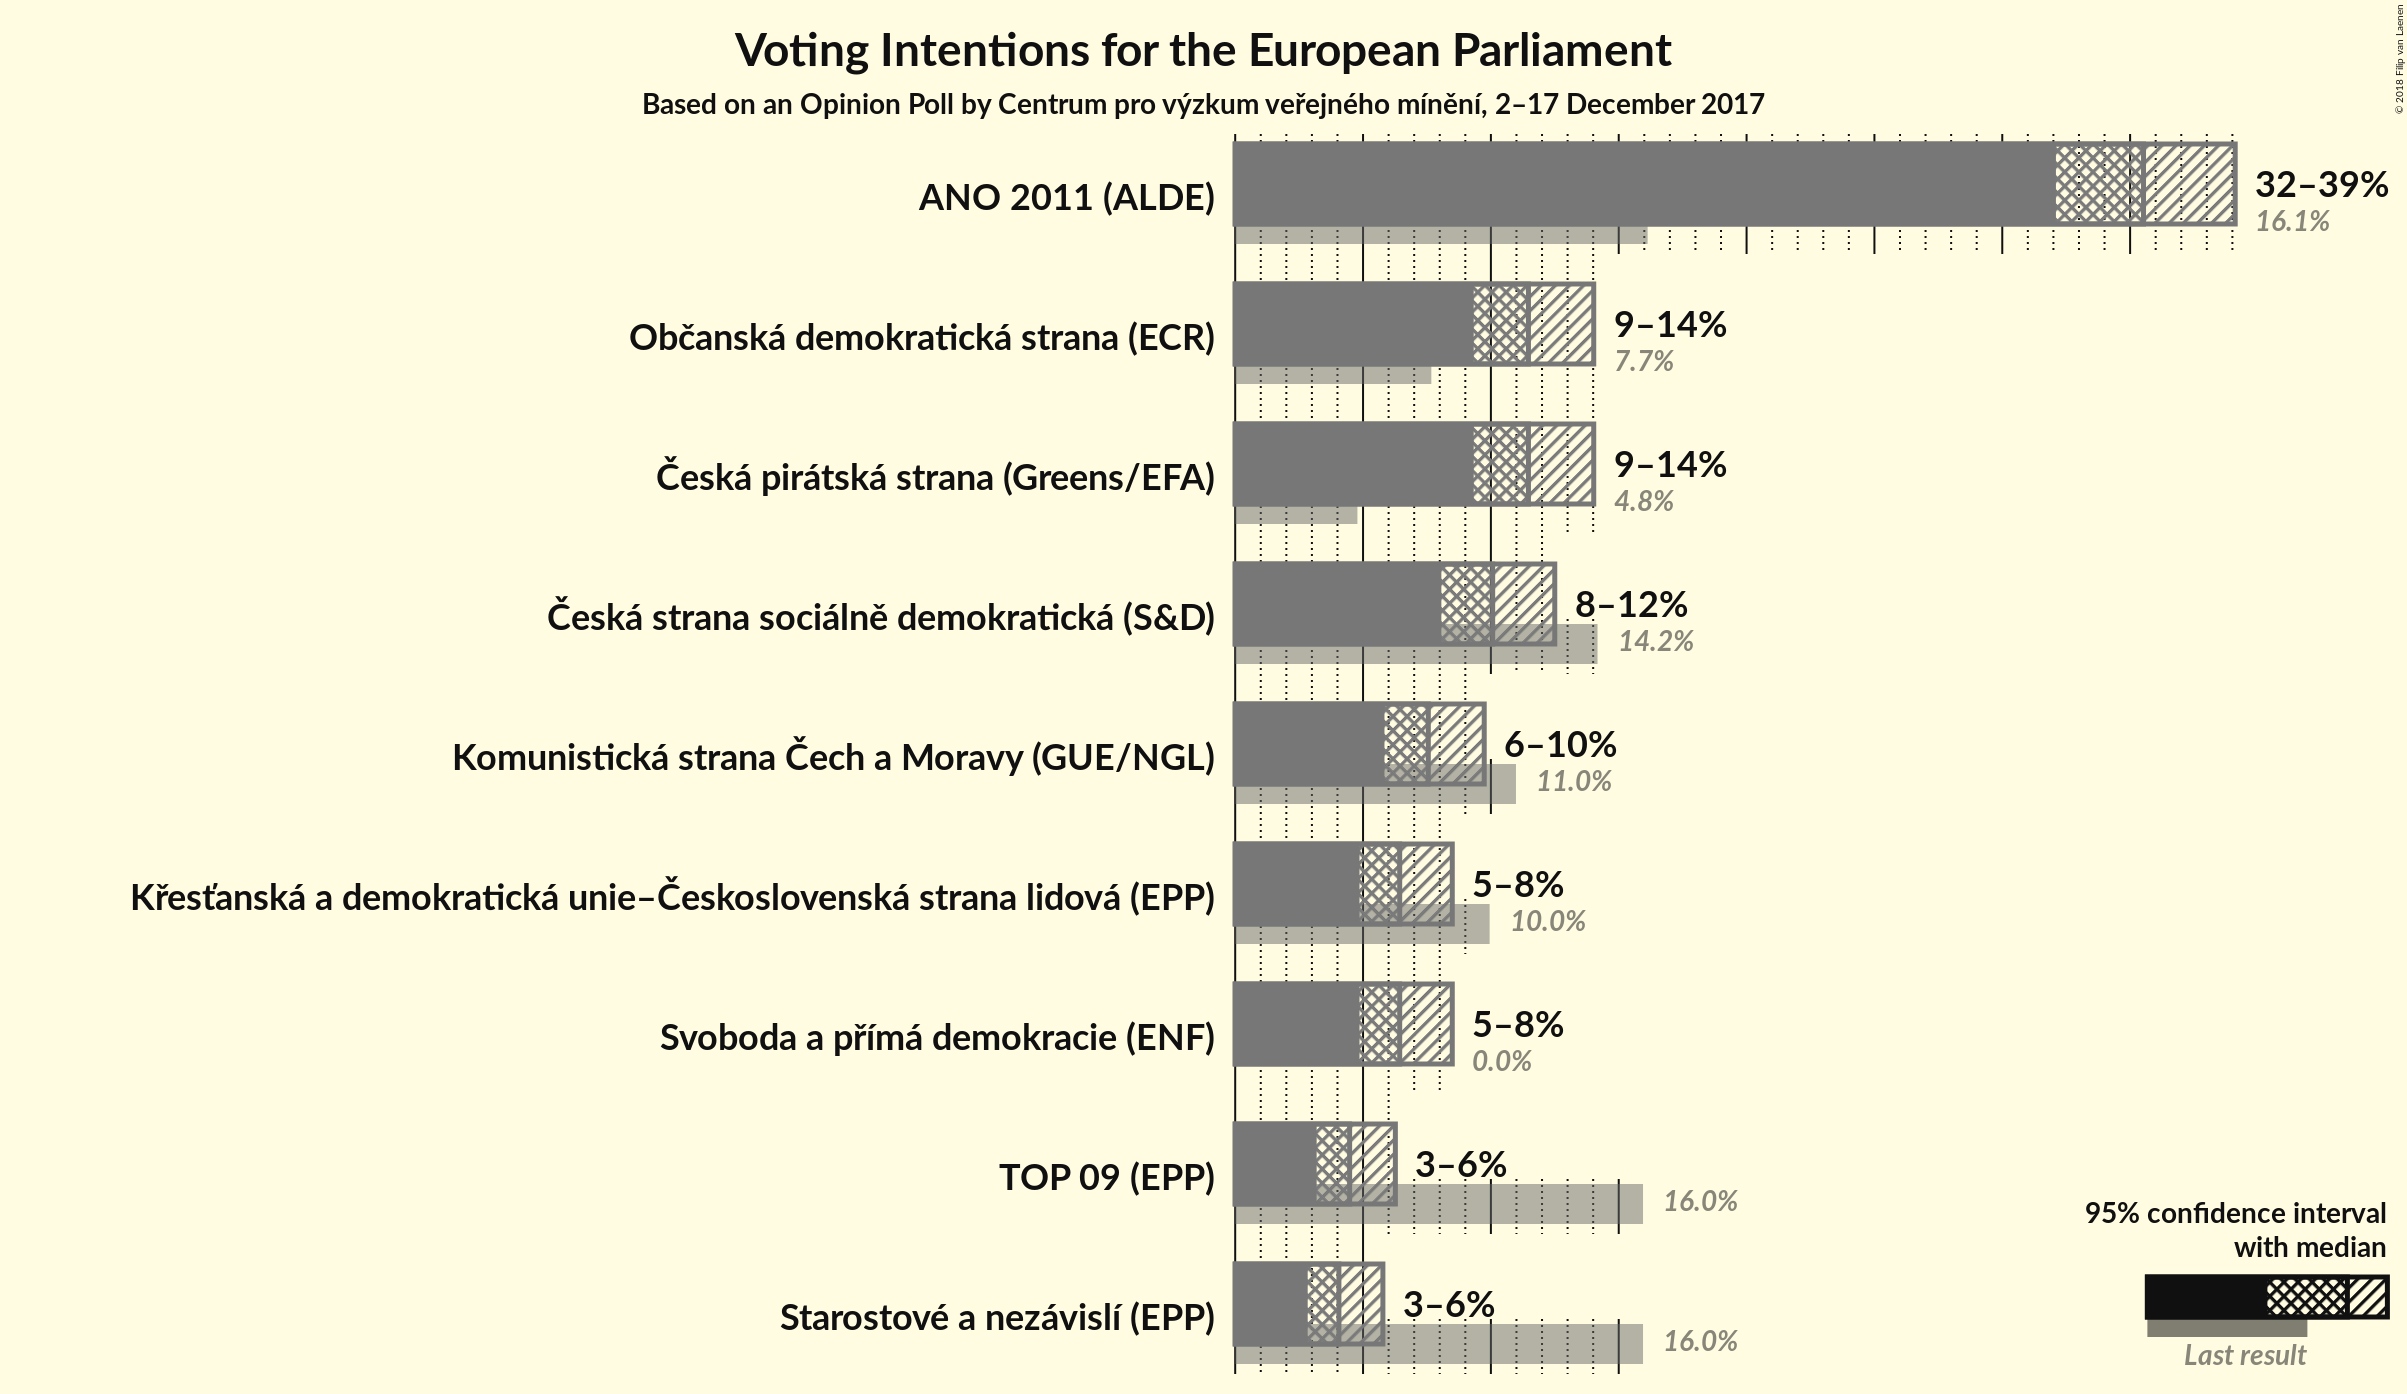 Voting Intentions for the European Parliament
Based on an Opinion Poll by Centrum pro výzkum veřejného mínění, 2–17 December 2017
© 2018 Filip van Laenen
ANO 2011 (ALDE)
32–39%
16.1%
Občanská demokratická strana (ECR)
9–14%
7.7%
Česká pirátská strana (Greens/EFA)
9–14%
4.8%
Česká strana sociálně demokratická (S&D)
8–12%
14.2%
Komunistická strana Čech a Moravy (GUE/NGL)
6–10%
11.0%
Křesťanská a demokratická unie–Československá strana lidová (EPP)
5–8%
10.0%
Svoboda a přímá demokracie (ENF)
5–8%
0.0%
TOP 09 (EPP)
3–6%
16.0%
Starostové a nezávislí (EPP)
3–6%
16.0%
95% confidence interval
with median
Last result